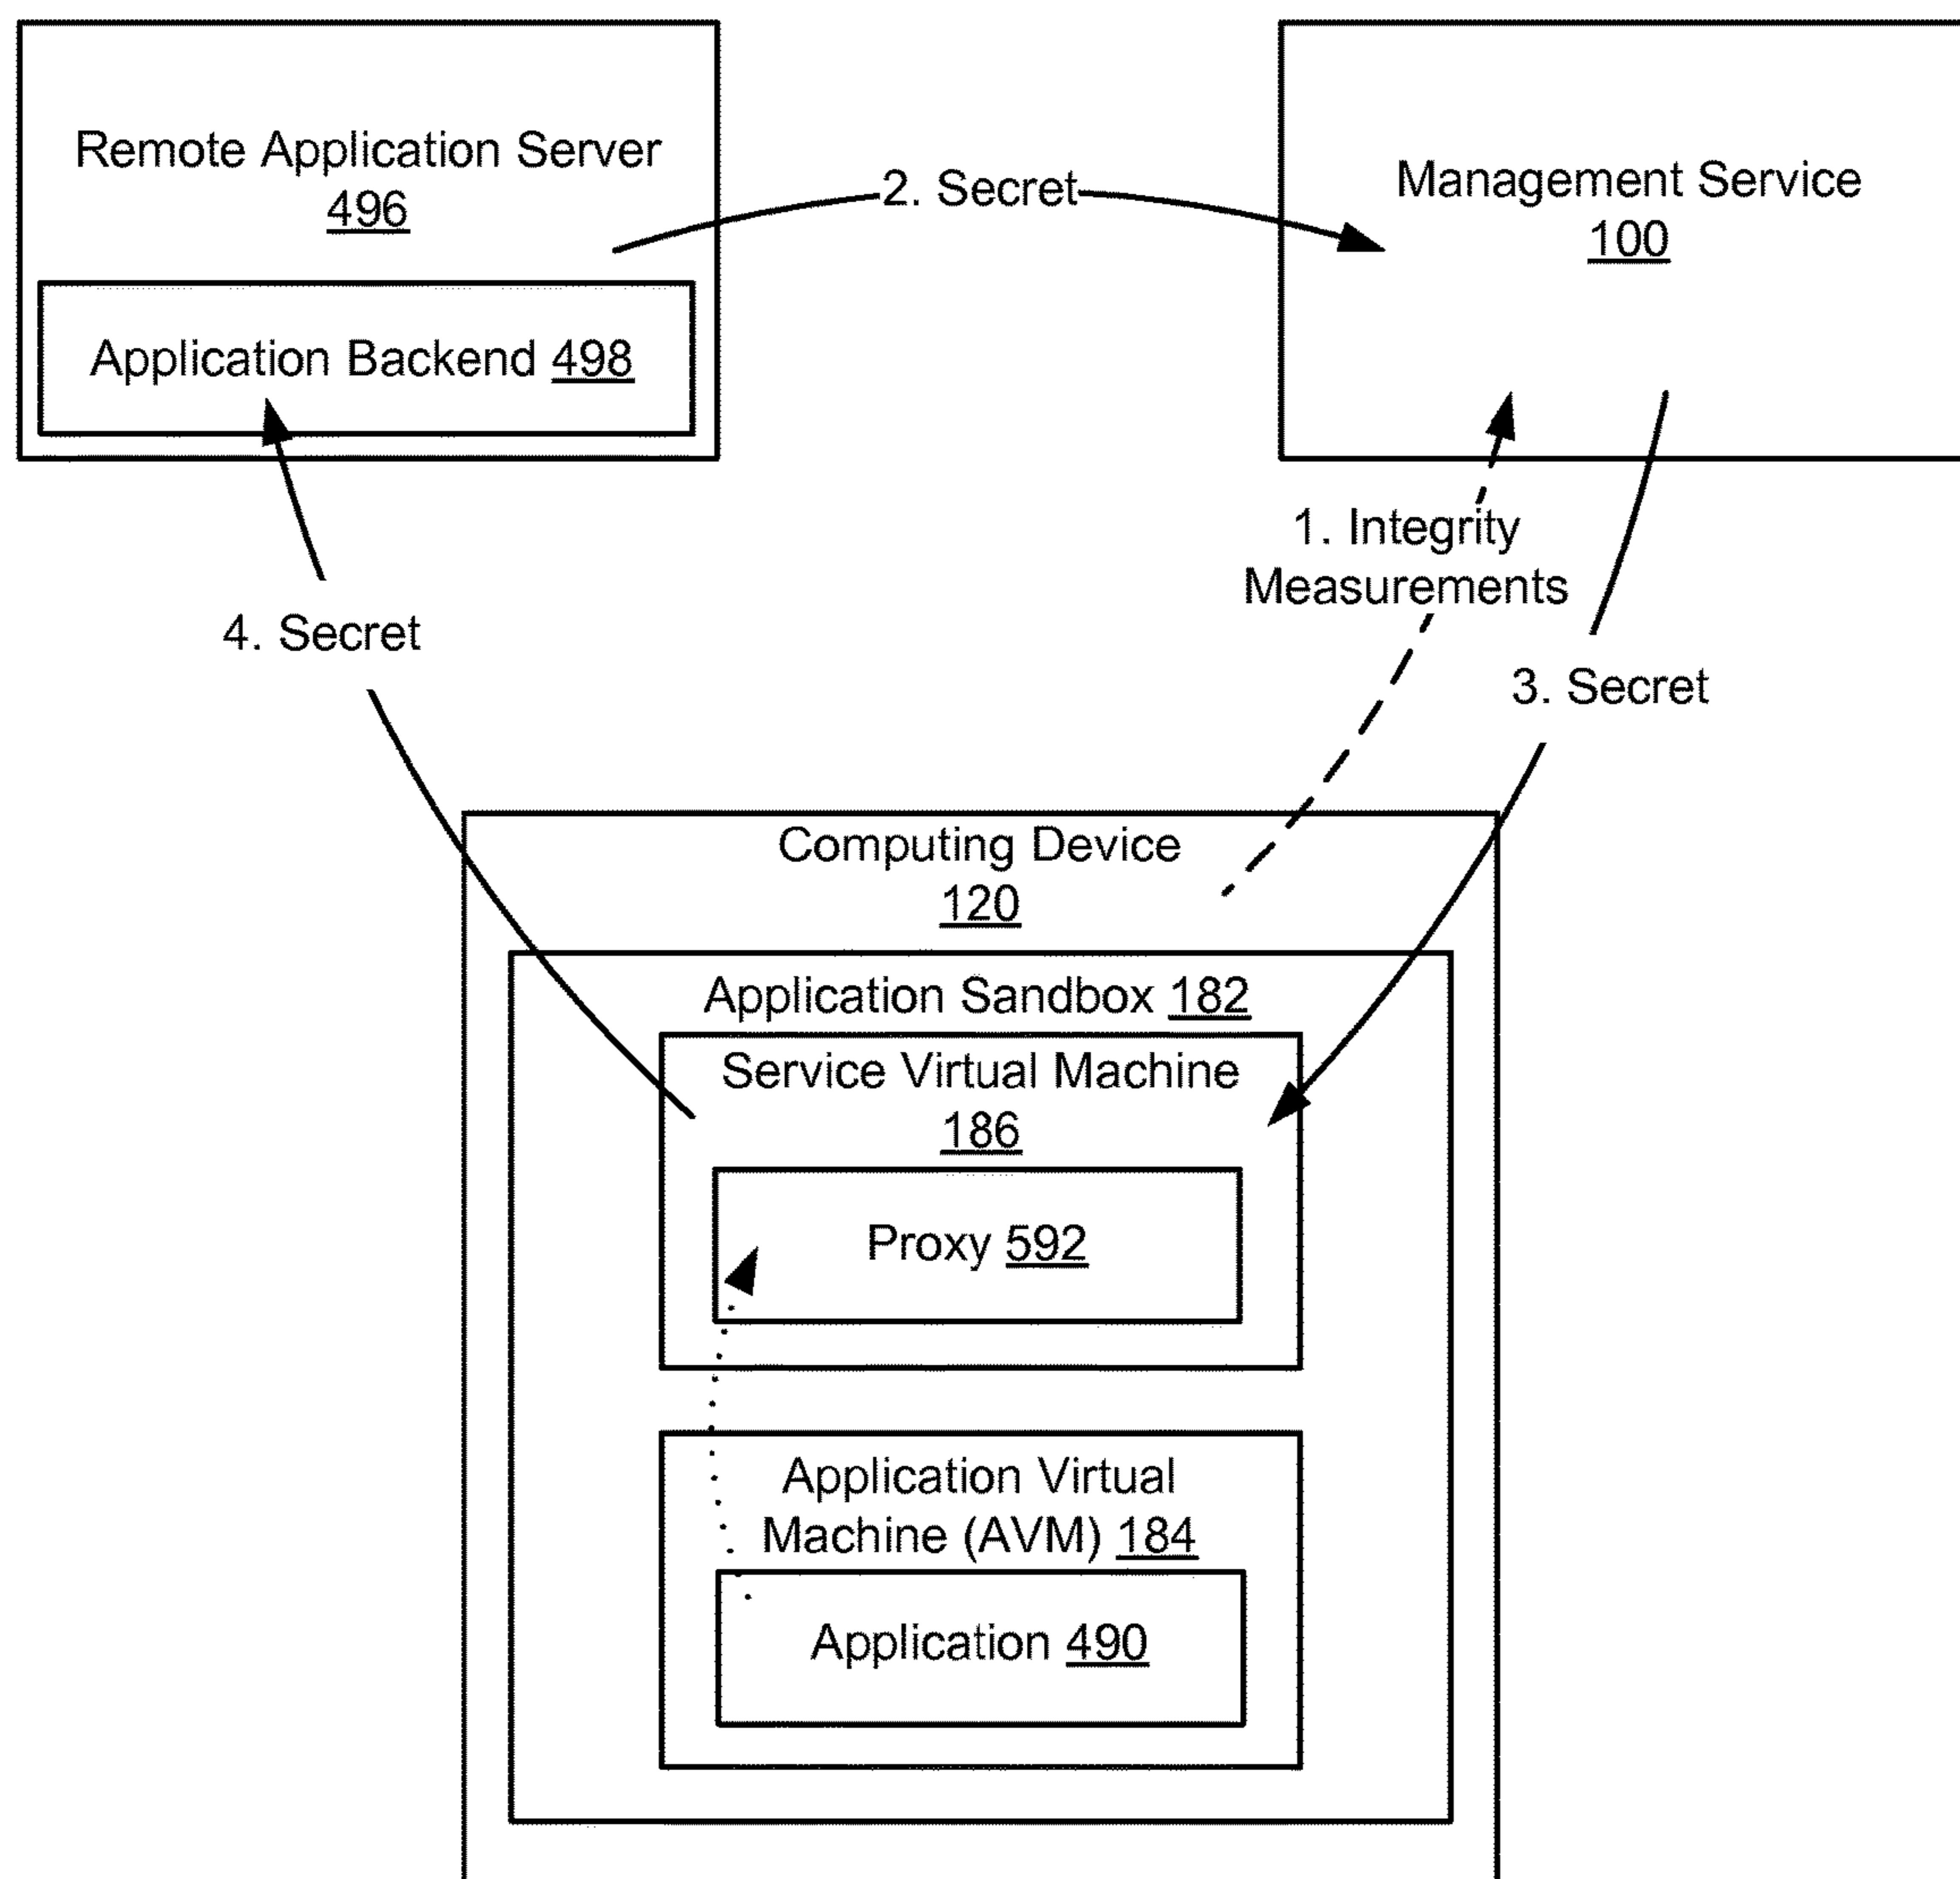 Remote Application Server
496
Application Backend 498
2. Secret
Management Service
100
1. Integrity
Measurements
4. Secret
3. Secret
Computing Device
120
Application Sandbox 182
Service Virtual Machine
186
Proxy 592
Application Virtual
Machine (AVM) 184
Application 490